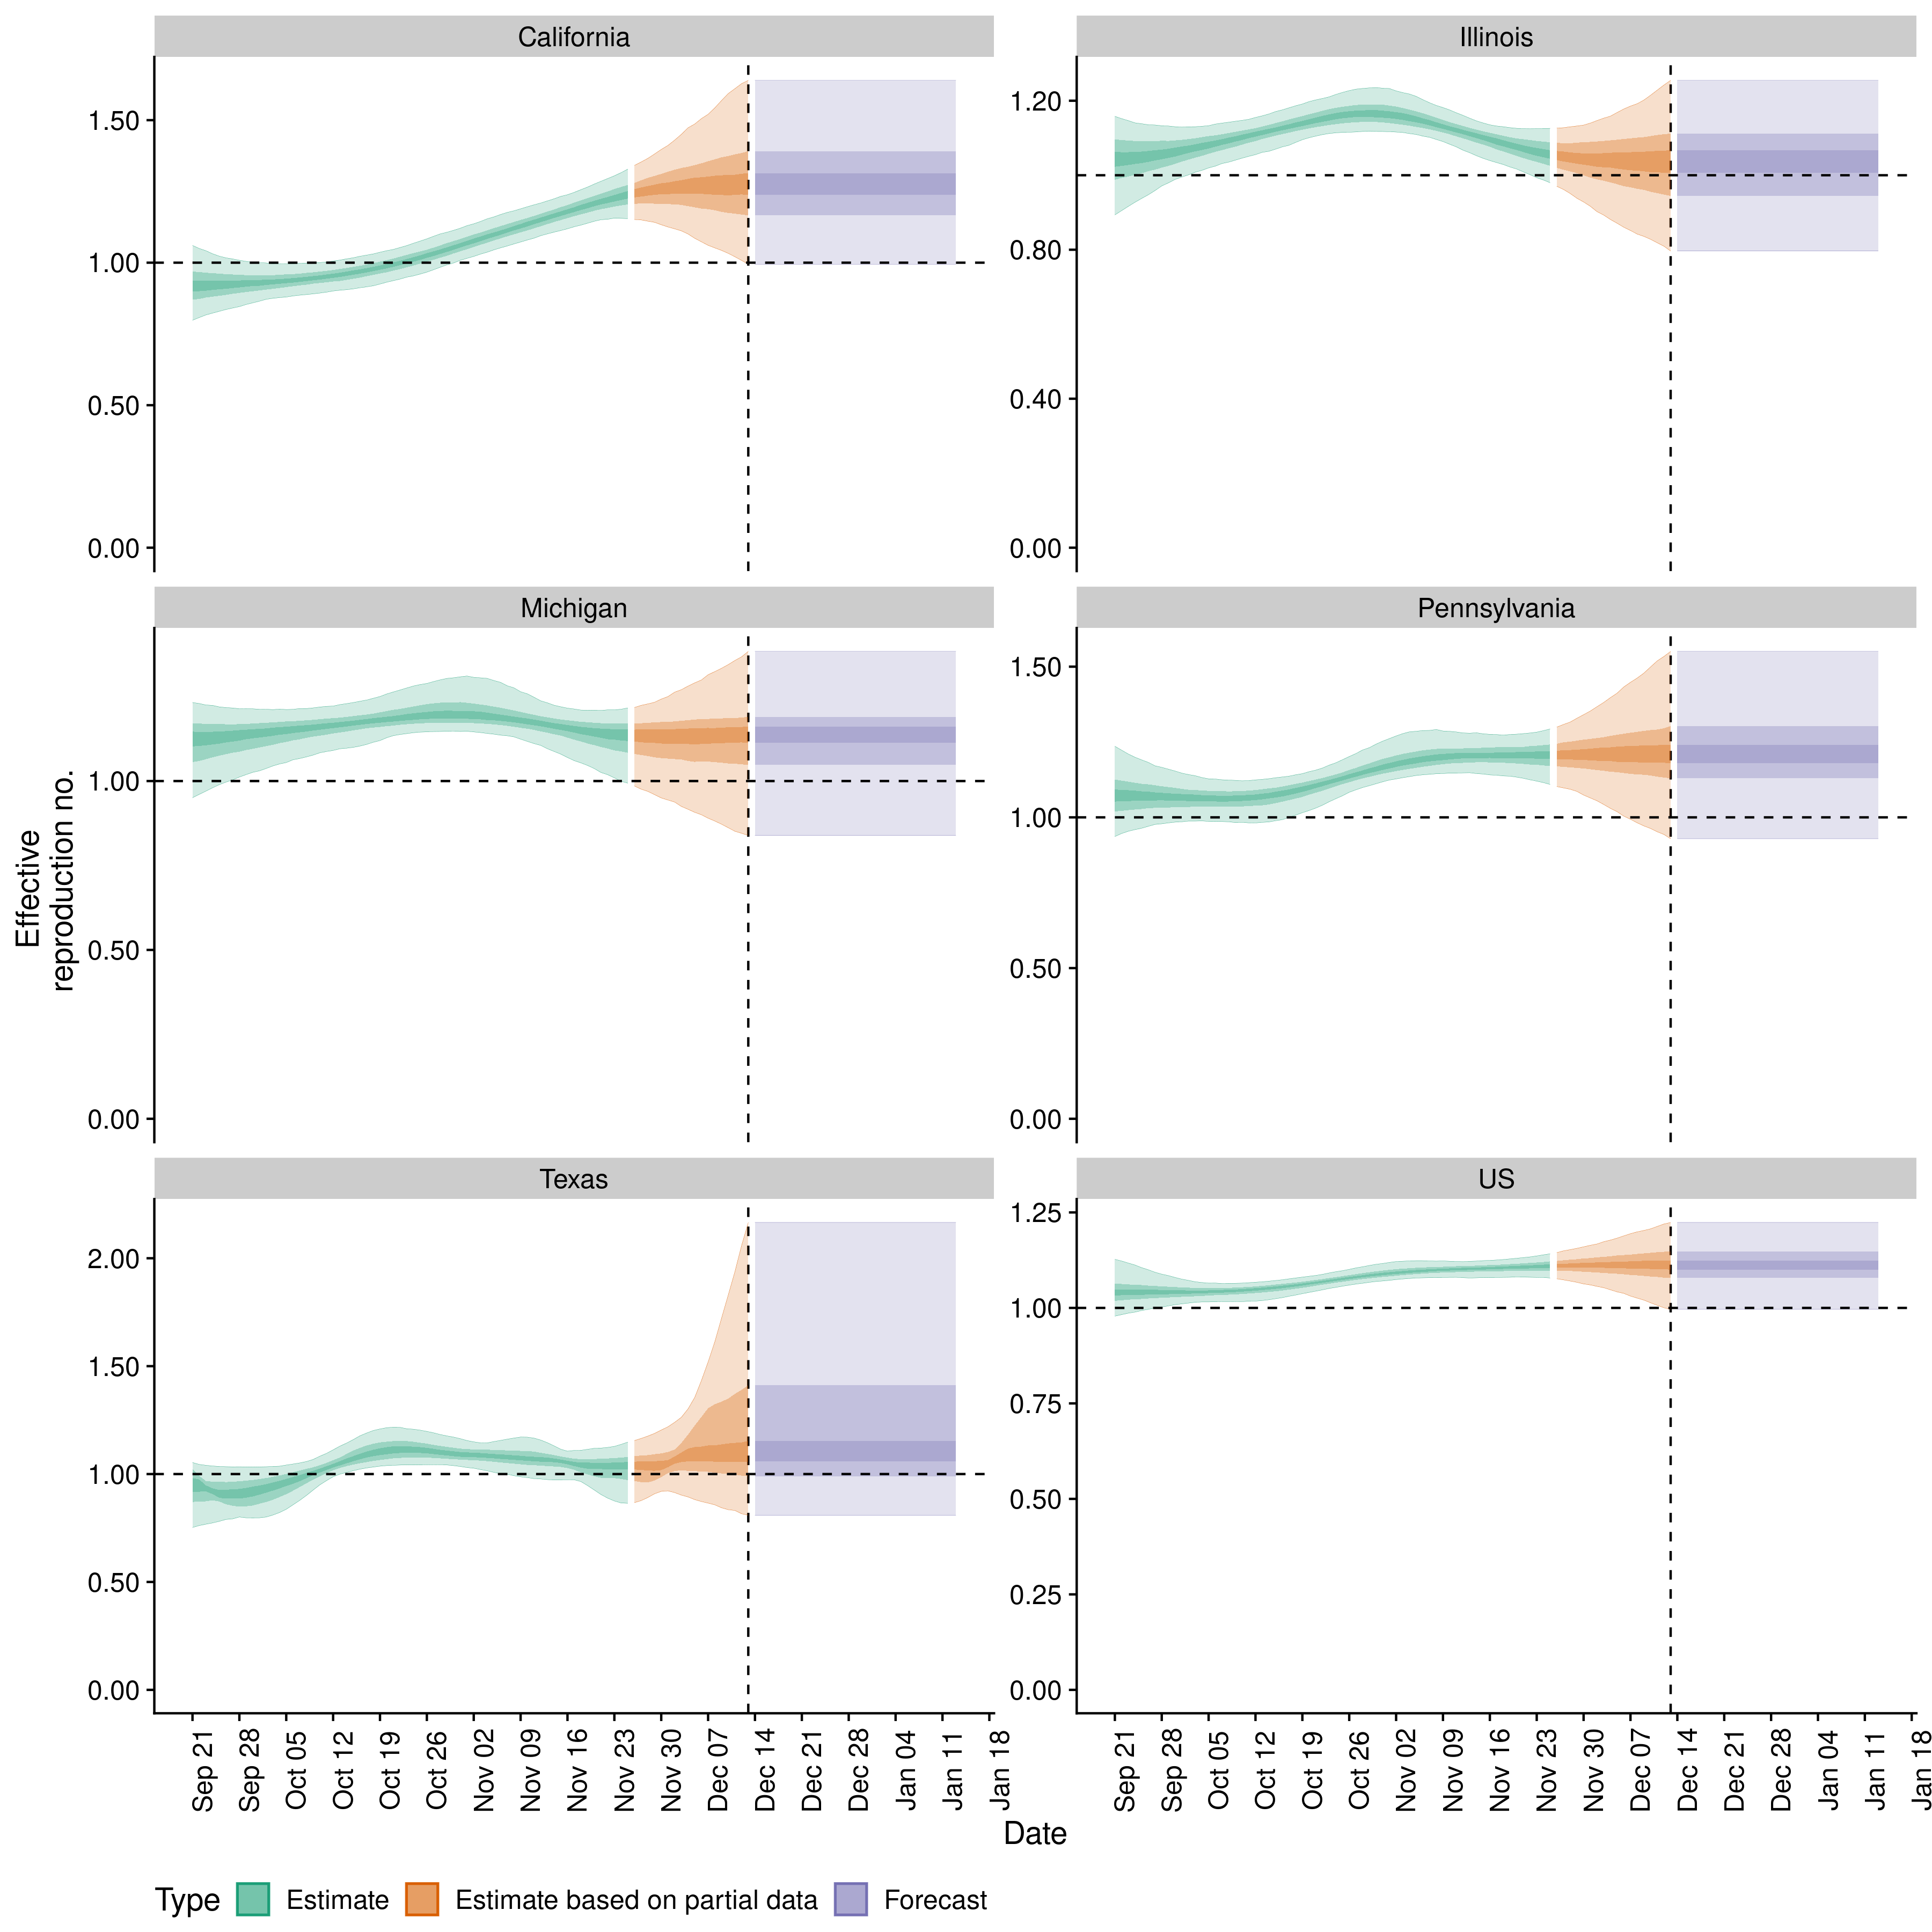 California
Illinois
1.50
1.00
0.50
0.00
1.20
0.80
0.40
0.00
Michigan
Pennsylvania
1.00
0.50
0.00
1.50
1.00
0.50
0.00
Texas
US
2.00
1.50
1.00
0.50
0.00
1.25
1.00
0.75
0.50
0.25
0.00
Effective
reproduction no.
Sep 21
Sep 28
Oct 05
Oct 12
Oct 19
Oct 26
Nov 02
Nov 09
Nov 16
Nov 23
Nov 30
Dec 07
Dec 14
Dec 21
Dec 28
Jan 04
Jan 11
Jan 18
Sep 21
Sep 28
Oct 05
Oct 12
Oct 19
Oct 26
Nov 02
Nov 09
Nov 16
Nov 23
Nov 30
Dec 07
Dec 14
Dec 21
Dec 28
Jan 04
Jan 11
Jan 18
Date
Type Estimate Estimate based on partial data Forecast